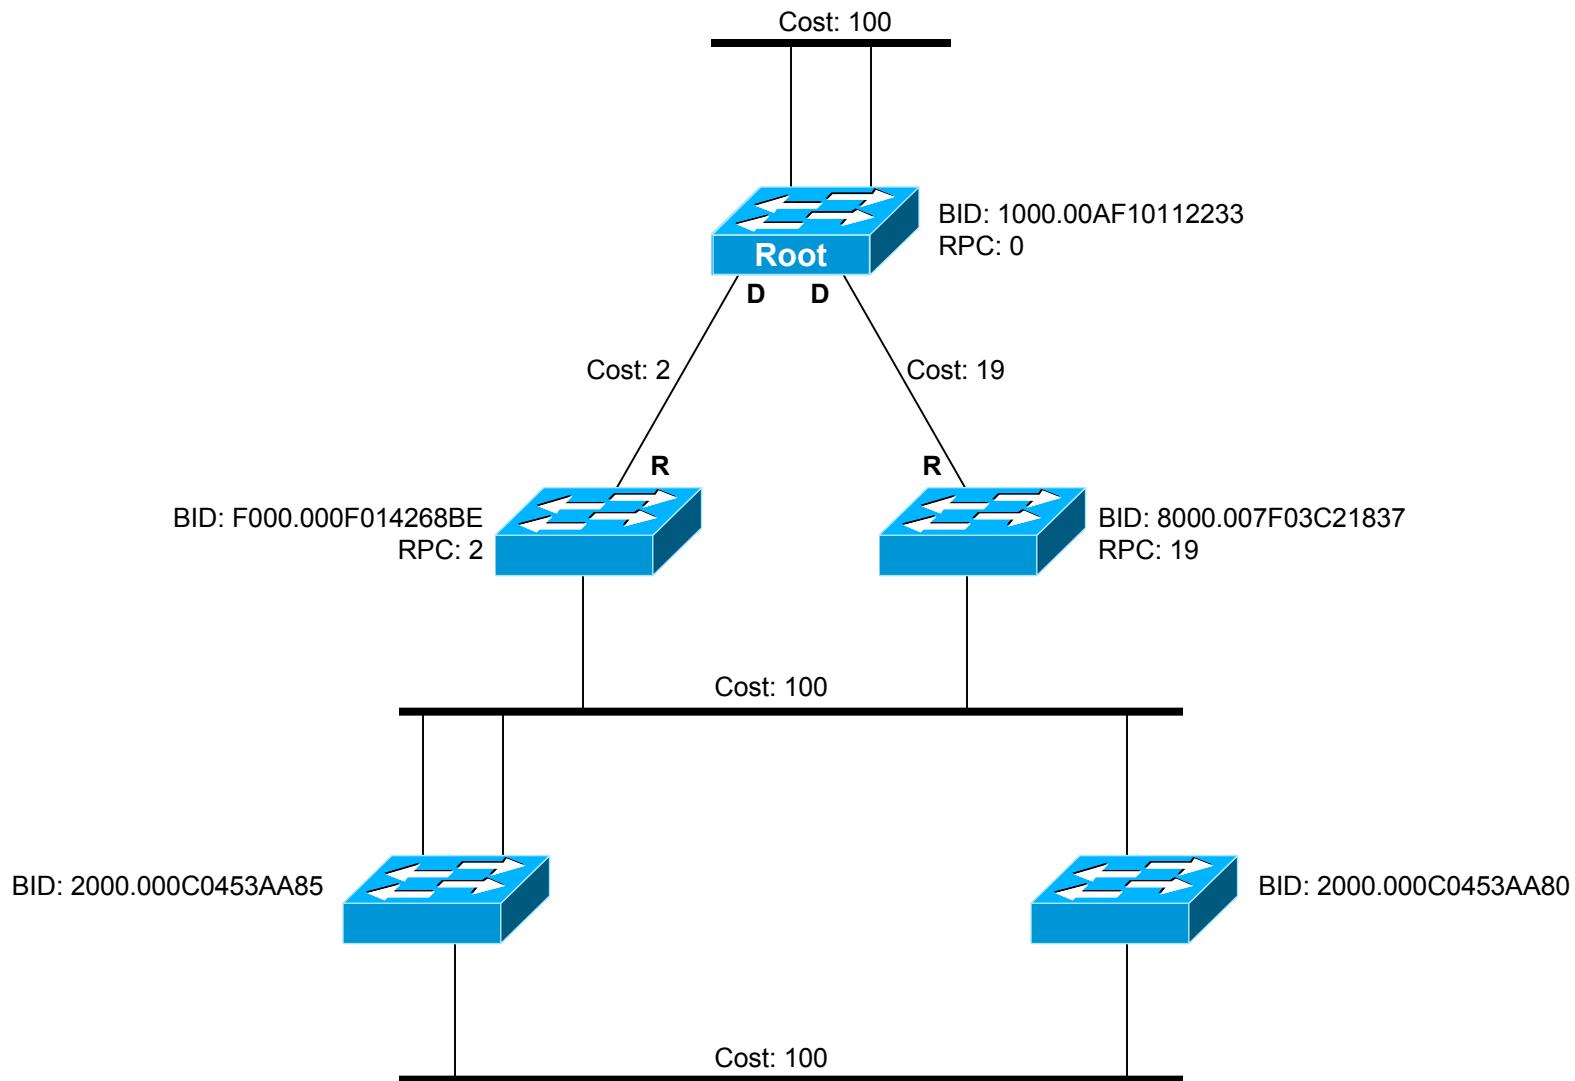 Cost: 100
BID: 1000.00AF10112233
RPC: 0
Root
D D
Cost: 2
Cost: 19
R
R
BID: F000.000F014268BE
RPC: 2
BID: 8000.007F03C21837
RPC: 19
Cost: 100
BID: 2000.000C0453AA85
BID: 2000.000C0453AA80
Cost: 100